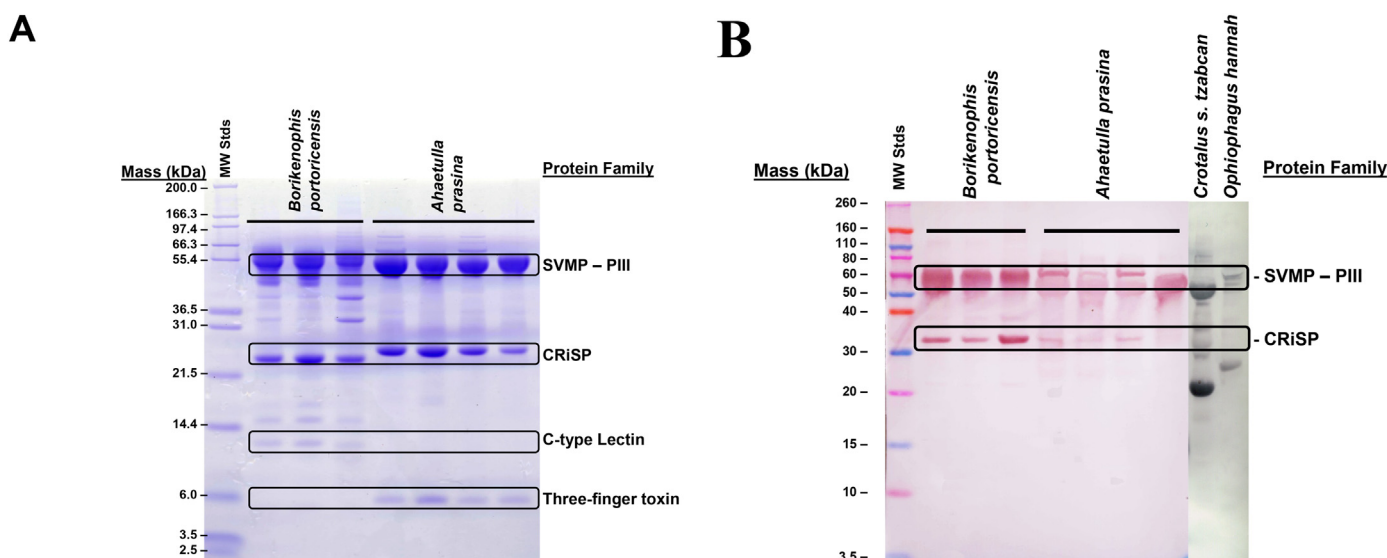 A
Mass (kDa)
MW Stds
Borikenophis
portoricensis
Ahaetulla
prasina
Protein Family
200.0
166.3
97.4
66.3
55.4
36.5
31.0
21.5
14.4
6.0
3.5
2.5
SVMP – PIII
CRiSP
C-type Lectin
Three-finger toxin
B
Mass (kDa)
MW Stds
Borikenophis
portoricensis
Ahaetulla prasina
Crotalus s. tzabcan
Ophiophagus hannah
Protein Family
260
160
110
80
60
50
40
30
20
15
10
3.5
- SVMP – PIII
- CRiSP